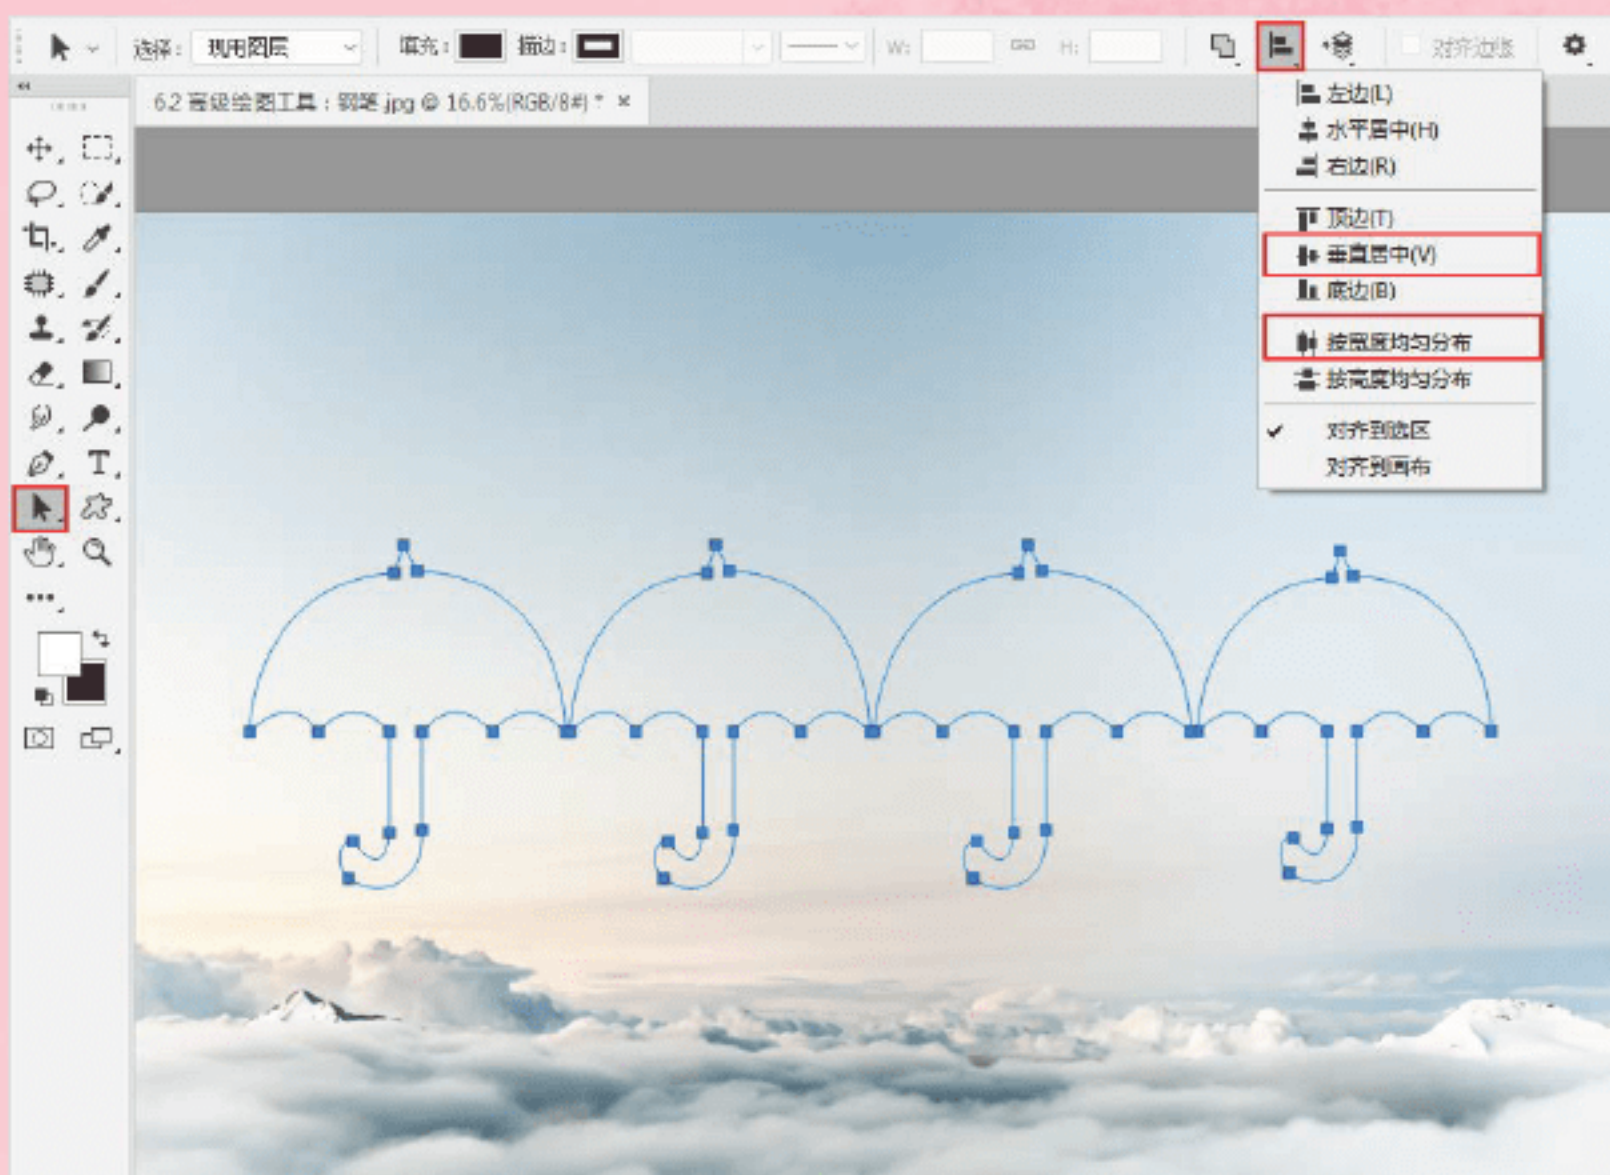 选择： 现用图层 填充： 描边： W: H: 对齐边缘
6.2 高级绘图工具：钢笔.jpg @ 16.6%(RGB/8#) * ×
左边(L)
水平居中(H)
右边(R)
顶边(T)
垂直居中(V)
底边(B)
按宽度均匀分布
按高度均匀分布
对齐到选区
对齐到画布